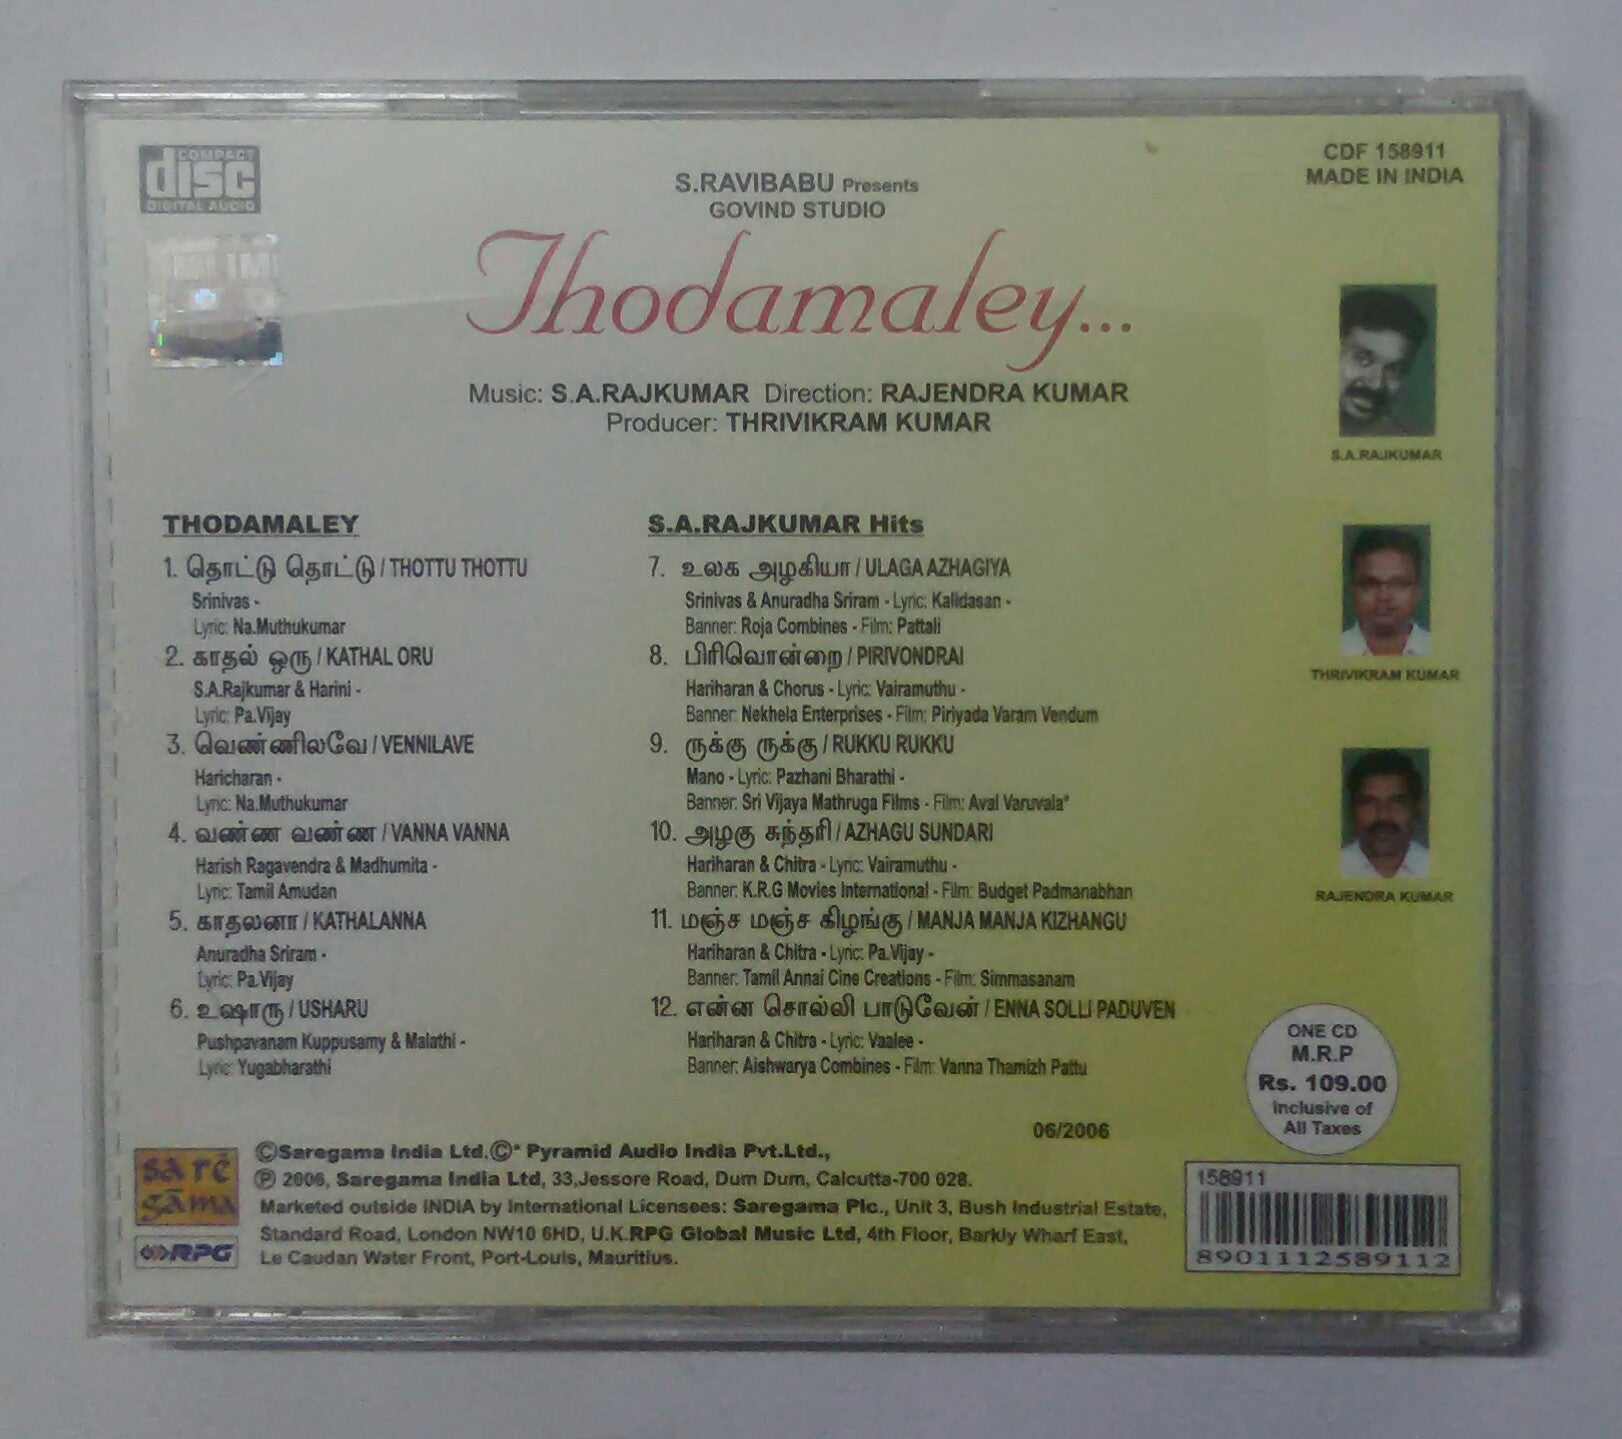 COMPACT
disc
DIGITAL AUDIO
CDF 158911
MADE IN INDIA
S.RAVIBABU Presents
GOVIND STUDIO
Thodamaley...
Music: S.A.RAJKUMAR Direction: RAJENDRA KUMAR
Producer: THRIVIKRAM KUMAR
S.A.RAJKUMAR
THRIVIKRAM KUMAR
RAJENDRA KUMAR
THODAMALEY
1. தொட்டு தொட்டு / THOTTU THOTTU
Srinivas -
Lyric: Na.Muthukumar
2. காதல் ஒரு / KATHAL ORU
S.A.Rajkumar & Harini -
Lyric: Pa.Vijay
3. வெண்ணிலவே / VENNILAVE
Haricharan -
Lyric: Na.Muthukumar
4. வண்ண வண்ண / VANNA VANNA
Harish Ragavendra & Madhumita -
Lyric: Tamil Amudan
5. காதலனா / KATHALANNA
Anuradha Sriram -
Lyric: Pa.Vijay
6. உஷாரு / USHARU
Pushpavanam Kuppusamy & Malathi -
Lyric: Yugabharathi
S.A.RAJKUMAR Hits
7. உலக அழகியா / ULAGA AZHAGIYA
Srinivas & Anuradha Sriram - Lyric: Kalidasan -
Banner: Roja Combines - Film: Pattali
8. பிரிவொன்றை / PIRIVONDRAI
Hariharan & Chorus - Lyric: Vairamuthu -
Banner: Nekhela Enterprises - Film: Piriyada Varam Vendum
9. ருக்கு ருக்கு / RUKKU RUKKU
Mano - Lyric: Pazhani Bharathi -
Banner: Sri Vijaya Mathruga Films - Film: Aval Varuvala*
10. அழகு சுந்தரி / AZHAGU SUNDARI
Hariharan & Chitra - Lyric: Vairamuthu -
Banner: K.R.G Movies International - Film: Budget Padmanabhan
11. மஞ்ச மஞ்ச கிழங்கு / MANJA MANJA KIZHANGU
Hariharan & Chitra - Lyric: Pa.Vijay -
Banner: Tamil Annai Cine Creations - Film: Simmasanam
12. என்ன சொல்லி பாடுவேன் / ENNA SOLLI PADUVEN
Hariharan & Chitra - Lyric: Vaalee -
Banner: Aishwarya Combines - Film: Vanna Thamizh Pattu
ONE CD
M.R.P
Rs. 109.00
Inclusive of
All Taxes
06/2006
sa rē
gā ma
RPG
©Saregama India Ltd.©* Pyramid Audio India Pvt.Ltd.,
℗ 2006, Saregama India Ltd, 33,Jessore Road, Dum Dum, Calcutta-700 028.
Marketed outside INDIA by International Licensees: Saregama Plc., Unit 3, Bush Industrial Estate,
Standard Road, London NW10 6HD, U.K.RPG Global Music Ltd, 4th Floor, Barkly Wharf East,
Le Caudan Water Front, Port-Louis, Mauritius.
158911
8901112589112